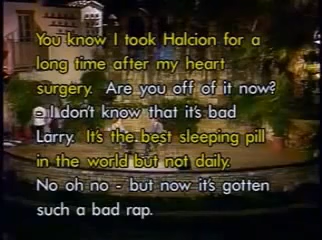 You know I took Halcion for a
long time after my heart
surgery. Are you off of it now?
- I don't know that it's bad
Larry. It's the best sleeping pill
in the world but not daily.
No oh no - but now it's gotten
such a bad rap.